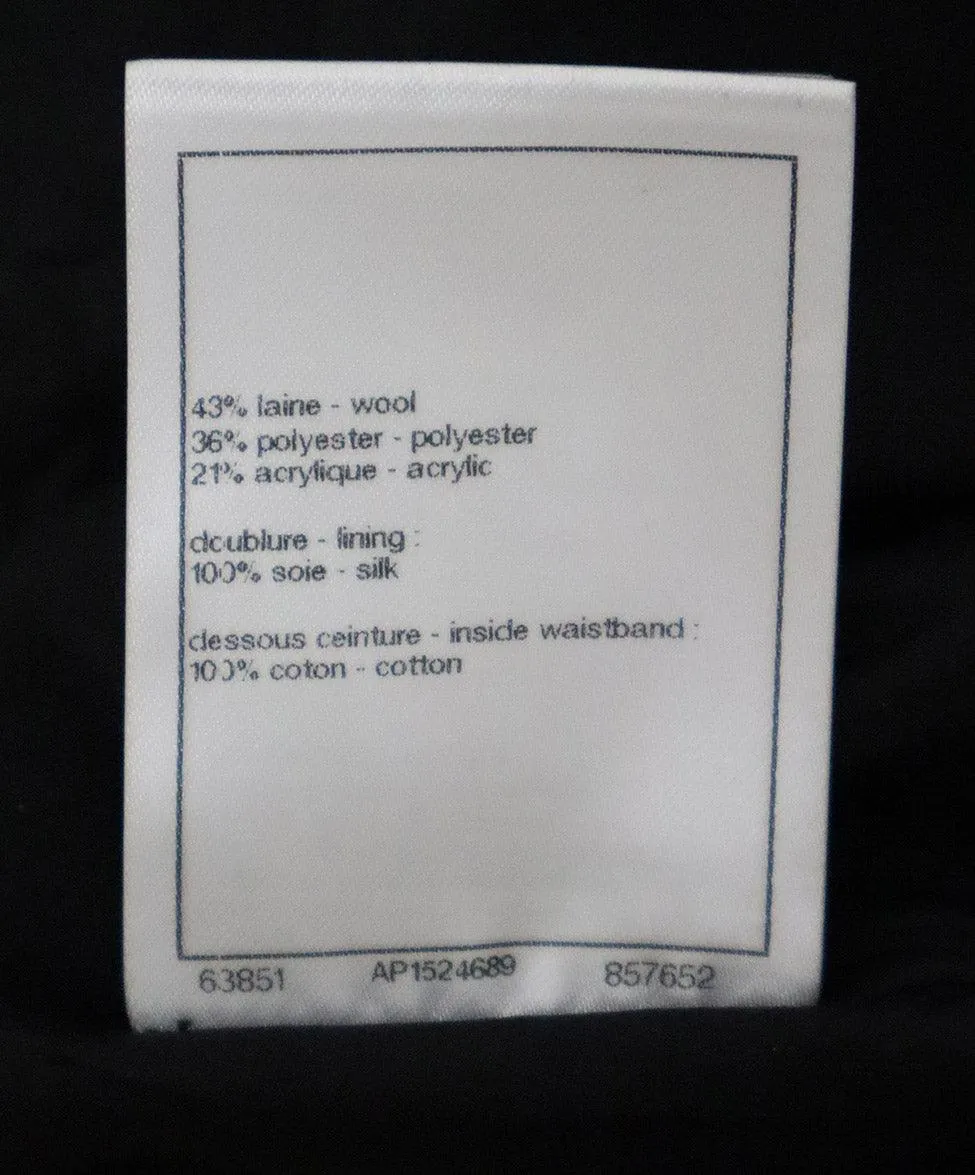 43% laine - wool
36% polyester - polyester
21% acrylique - acrylic
doublure - lining :
100% soie - silk
dessous ceinture - inside waistband :
100% coton - cotton
63851 AP1524689 857652